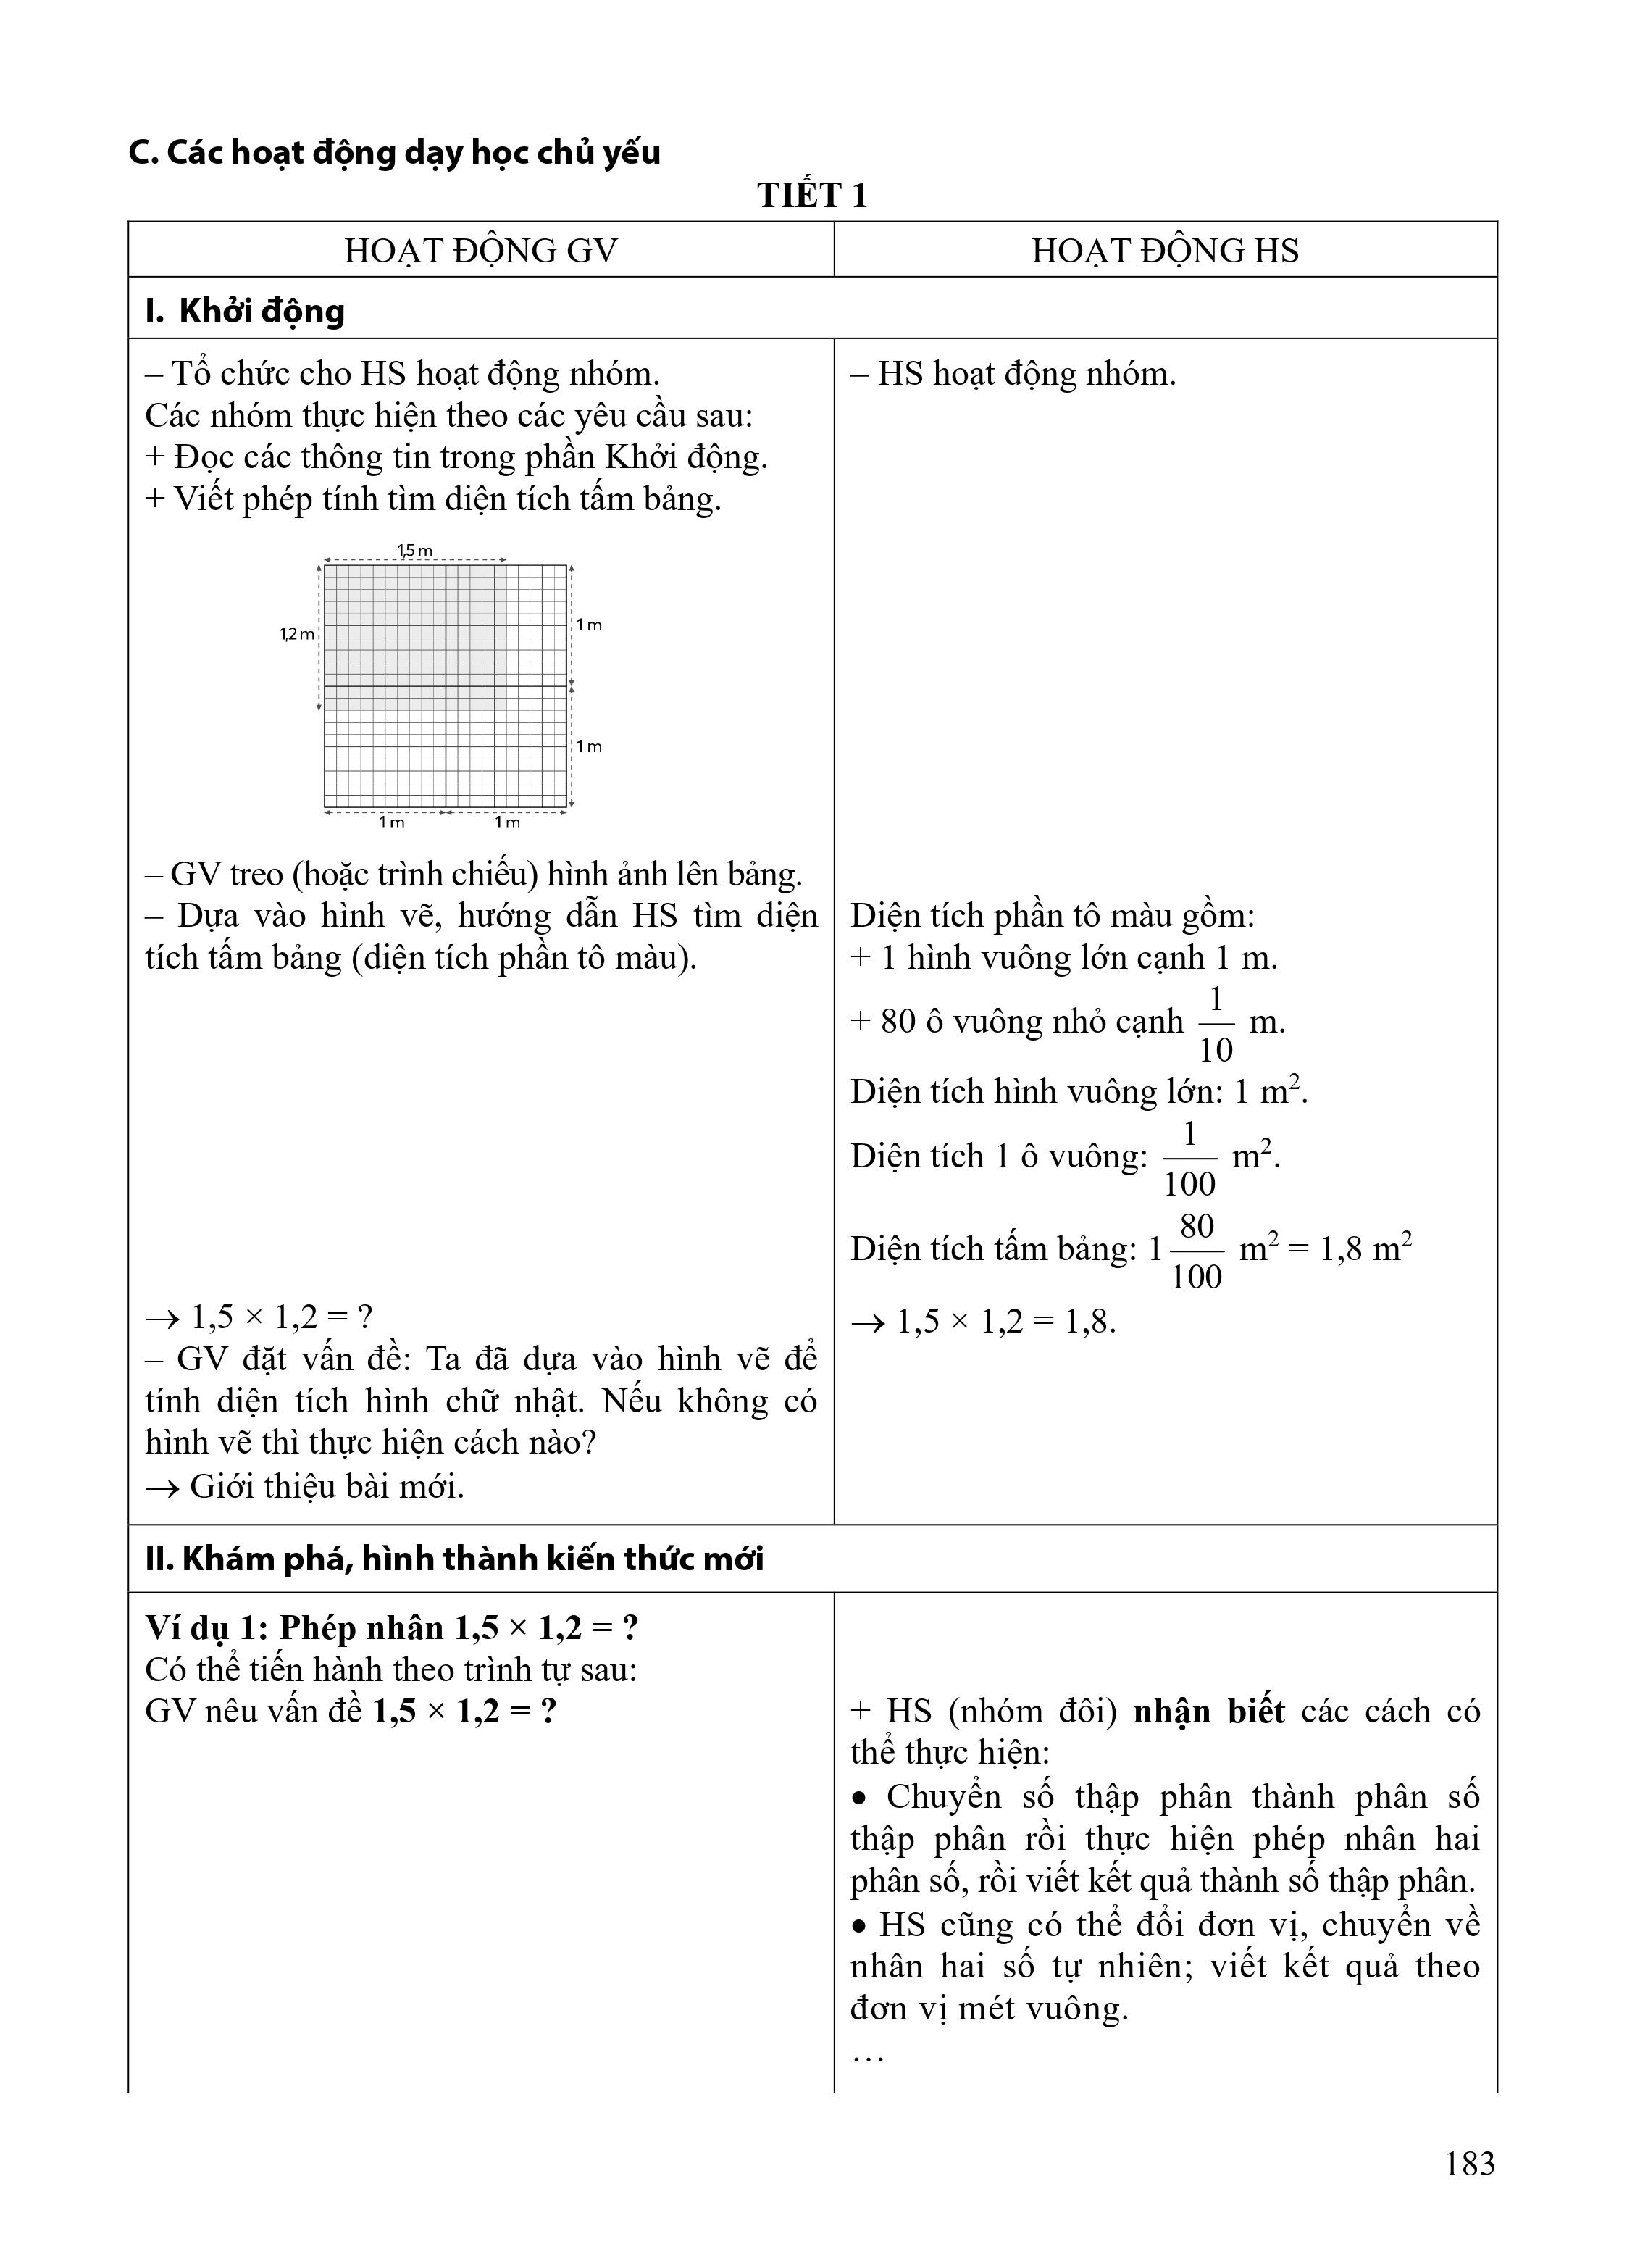 C. Các hoạt động dạy học chủ yếu
TIẾT 1
HOẠT ĐỘNG GV
HOẠT ĐỘNG HS
I. Khởi động
– Tổ chức cho HS hoạt động nhóm.
Các nhóm thực hiện theo các yêu cầu sau:
+ Đọc các thông tin trong phần Khởi động.
+ Viết phép tính tìm diện tích tấm bảng.
1,5 m
1,2 m
1 m
1 m
1 m
1 m
– GV treo (hoặc trình chiếu) hình ảnh lên bảng.
– Dựa vào hình vẽ, hướng dẫn HS tìm diện
tích tấm bảng (diện tích phần tô màu).
→ 1,5 × 1,2 = ?
– GV đặt vấn đề: Ta đã dựa vào hình vẽ để
tính diện tích hình chữ nhật. Nếu không có
hình vẽ thì thực hiện cách nào?
→ Giới thiệu bài mới.
– HS hoạt động nhóm.
Diện tích phần tô màu gồm:
+ 1 hình vuông lớn cạnh 1 m.
+ 80 ô vuông nhỏ cạnh 1/10 m.
Diện tích hình vuông lớn: 1 m².
Diện tích 1 ô vuông: 1/100 m².
Diện tích tấm bảng: 1 80/100 m² = 1,8 m²
→ 1,5 × 1,2 = 1,8.
II. Khám phá, hình thành kiến thức mới
Ví dụ 1: Phép nhân 1,5 × 1,2 = ?
Có thể tiến hành theo trình tự sau:
GV nêu vấn đề 1,5 × 1,2 = ?
+ HS (nhóm đôi) nhận biết các cách có
thể thực hiện:
• Chuyển số thập phân thành phân số
thập phân rồi thực hiện phép nhân hai
phân số, rồi viết kết quả thành số thập phân.
• HS cũng có thể đổi đơn vị, chuyển về
nhân hai số tự nhiên; viết kết quả theo
đơn vị mét vuông.
…
183